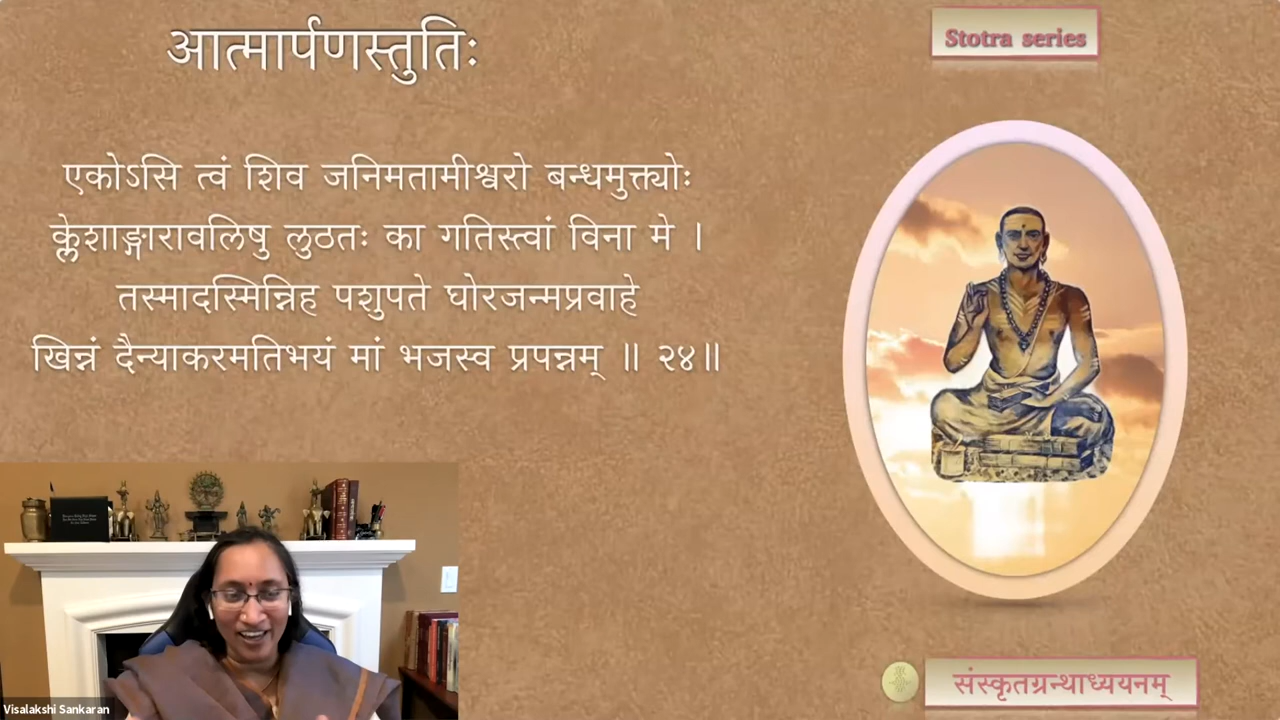 आत्मार्पणस्तुतिः
Stotra series
एकोऽसि त्वं शिव जनिमतामीश्वरो बन्धमुक्त्योः
क्लेशाङ्गारावलिषु लुठतः का गतिस्त्वां विना मे ।
तस्मादस्मिन्निह पशुपते घोरजन्मप्रवाहे
खिन्नं दैन्याकरमतिभयं मां भजस्व प्रपन्नम् ॥ २४॥
Visalakshi Sankaran
संस्कृतग्रन्थाध्ययनम्